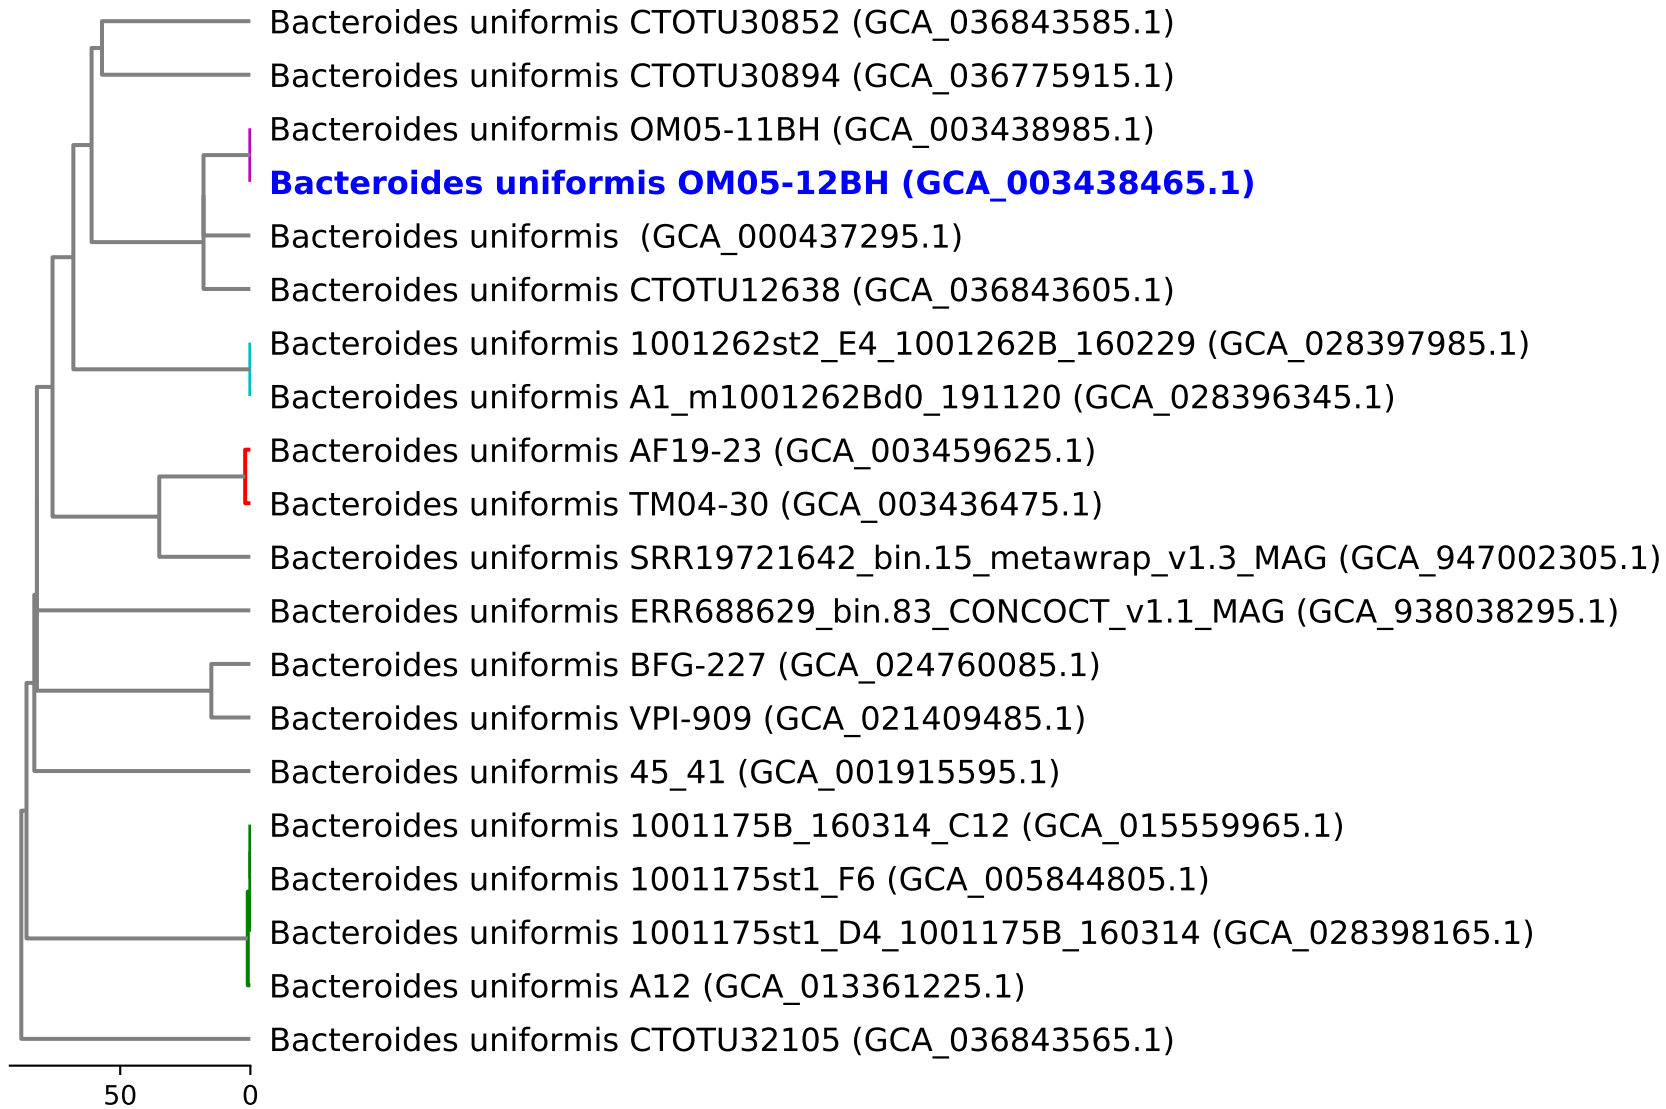 Bacteroides uniformis CTOTU30852 (GCA_036843585.1)
Bacteroides uniformis CTOTU30894 (GCA_036775915.1)
Bacteroides uniformis OM05-11BH (GCA_003438985.1)
Bacteroides uniformis OM05-12BH (GCA_003438465.1)
Bacteroides uniformis  (GCA_000437295.1)
Bacteroides uniformis CTOTU12638 (GCA_036843605.1)
Bacteroides uniformis 1001262st2_E4_1001262B_160229 (GCA_028397985.1)
Bacteroides uniformis A1_m1001262Bd0_191120 (GCA_028396345.1)
Bacteroides uniformis AF19-23 (GCA_003459625.1)
Bacteroides uniformis TM04-30 (GCA_003436475.1)
Bacteroides uniformis SRR19721642_bin.15_metawrap_v1.3_MAG (GCA_947002305.1)
Bacteroides uniformis ERR688629_bin.83_CONCOCT_v1.1_MAG (GCA_938038295.1)
Bacteroides uniformis BFG-227 (GCA_024760085.1)
Bacteroides uniformis VPI-909 (GCA_021409485.1)
Bacteroides uniformis 45_41 (GCA_001915595.1)
Bacteroides uniformis 1001175B_160314_C12 (GCA_015559965.1)
Bacteroides uniformis 1001175st1_F6 (GCA_005844805.1)
Bacteroides uniformis 1001175st1_D4_1001175B_160314 (GCA_028398165.1)
Bacteroides uniformis A12 (GCA_013361225.1)
Bacteroides uniformis CTOTU32105 (GCA_036843565.1)
50 0